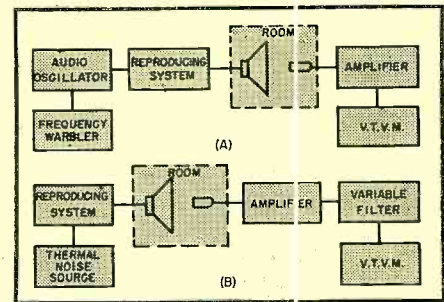 ROOM
AUDIO OSCILLATOR
REPRODUCING SYSTEM
AMPLIFIER
FREQUENCY WARBLER
V.T.V.M.
(A)
ROOM
REPRODUCING SYSTEM
AMPLIFIER
VARIABLE FILTER
THERMAL NOISE SOURCE
V.T.V.M.
(B)